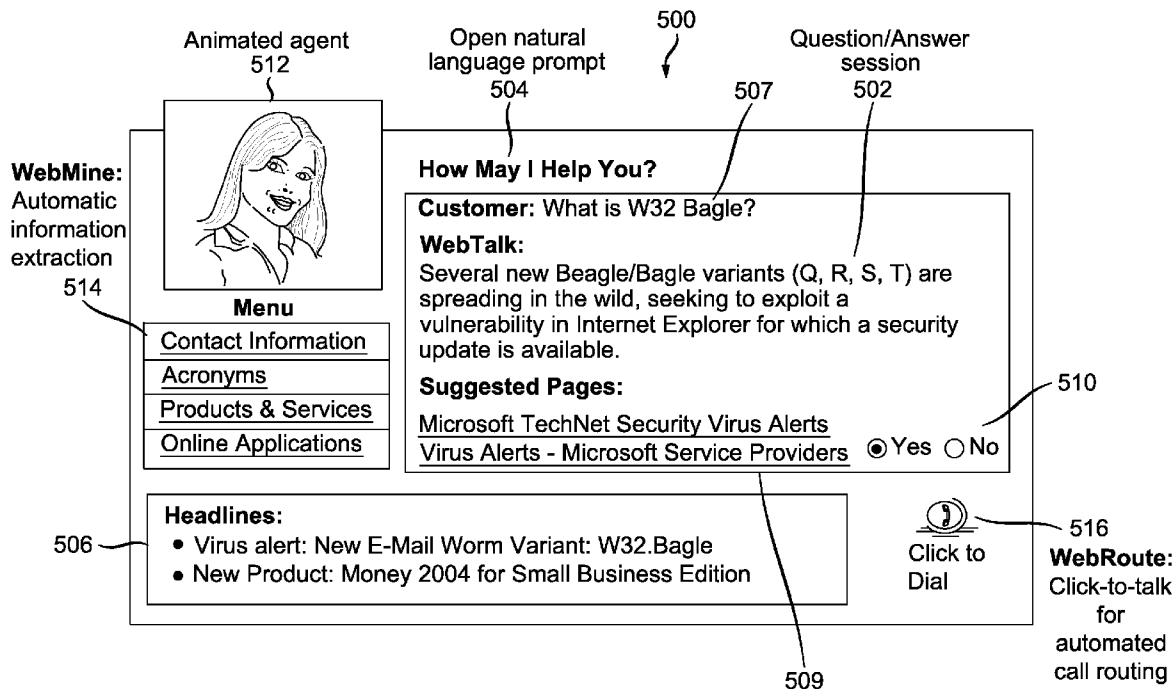 Animated agent
512
Open natural
language prompt
504
500
507
Question/Answer
session
502
WebMine:
Automatic
information
extraction
514
How May I Help You?
Customer: What is W32 Bagle?
WebTalk:
Several new Beagle/Bagle variants (Q, R, S, T) are
spreading in the wild, seeking to exploit a
vulnerability in Internet Explorer for which a security
update is available.
Suggested Pages:
Microsoft TechNet Security Virus Alerts
Virus Alerts - Microsoft Service Providers
Yes No
510
Menu
Contact Information
Acronyms
Products & Services
Online Applications
506
Headlines:
• Virus alert: New E-Mail Worm Variant: W32.Bagle
• New Product: Money 2004 for Small Business Edition
Click to
Dial
516
WebRoute:
Click-to-talk
for
automated
call routing
509